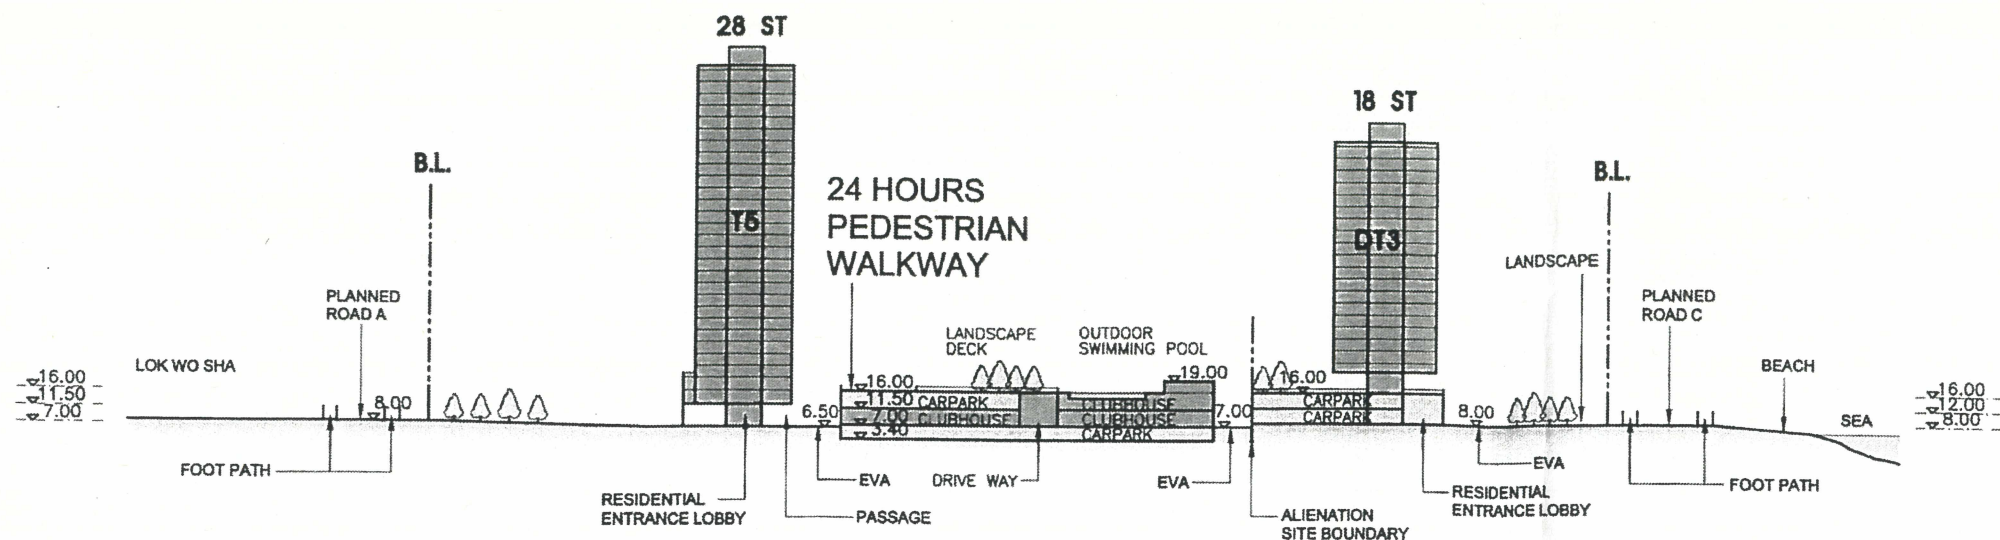 28 ST
18 ST
B.L.
B.L.
24 HOURS
PEDESTRIAN
WALKWAY
T5
DT3
LANDSCAPE
PLANNED
ROAD A
PLANNED
ROAD C
LANDSCAPE
DECK
OUTDOOR
SWIMMING POOL
LOK WO SHA
BEACH
16.00
11.50
7.00
8.00
6.50
16.00
11.50
7.00
3.40
CARPARK
CLUBHOUSE
CLUBHOUSE
CLUBHOUSE
CARPARK
19.00
7.00
16.00
CARPARK
CARPARK
8.00
SEA
16.00
12.00
8.00
FOOT PATH
RESIDENTIAL
ENTRANCE LOBBY
EVA
PASSAGE
DRIVE WAY
EVA
ALIENATION
SITE BOUNDARY
RESIDENTIAL
ENTRANCE LOBBY
EVA
FOOT PATH